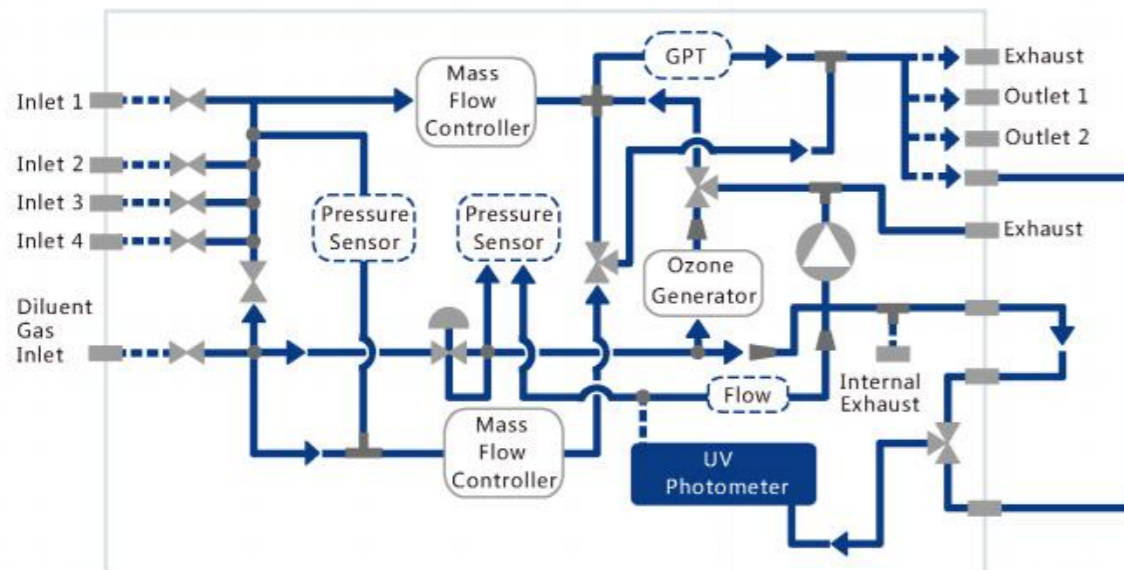 Inlet 1
Inlet 2
Inlet 3
Inlet 4
Diluent
Gas
Inlet
Mass
Flow
Controller
GPT
Exhaust
Outlet 1
Outlet 2
Exhaust
Pressure
Sensor
Pressure
Sensor
Ozone
Generator
Internal
Exhaust
Flow
Mass
Flow
Controller
UV
Photometer